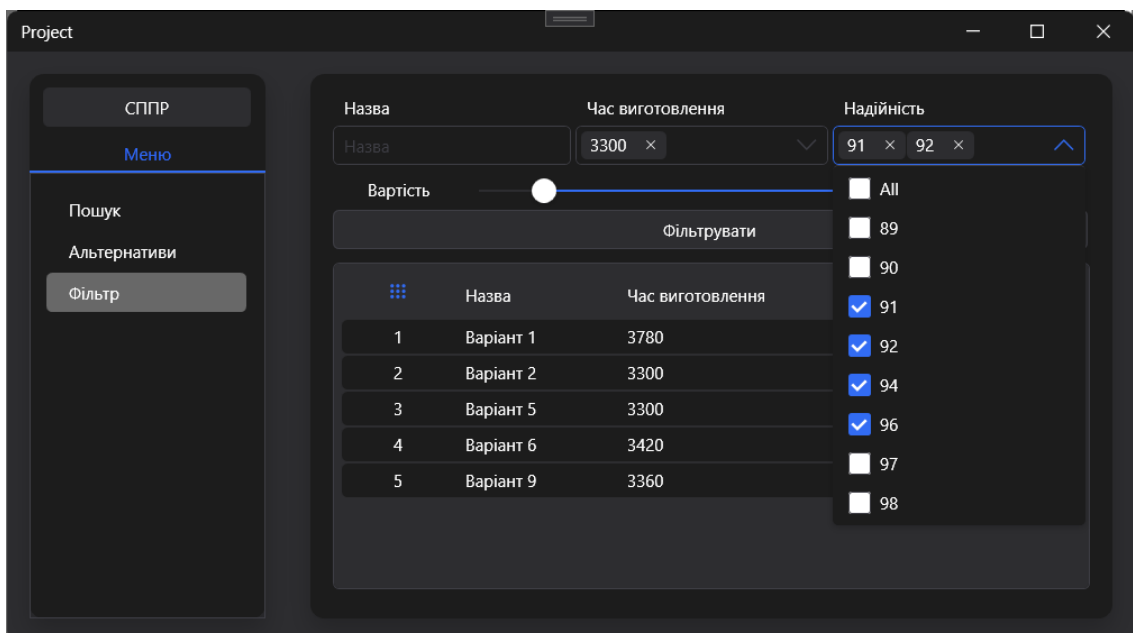 Project
СППР
Меню
Пошук
Альтернативи
Фільтр
Назва Час виготовлення Надійність
Назва 3300 × 91 × 92 ×
Вартість
Фільтрувати
All
89
90
91
92
94
96
97
98
Назва Час виготовлення
1 Варіант 1 3780
2 Варіант 2 3300
3 Варіант 5 3300
4 Варіант 6 3420
5 Варіант 9 3360